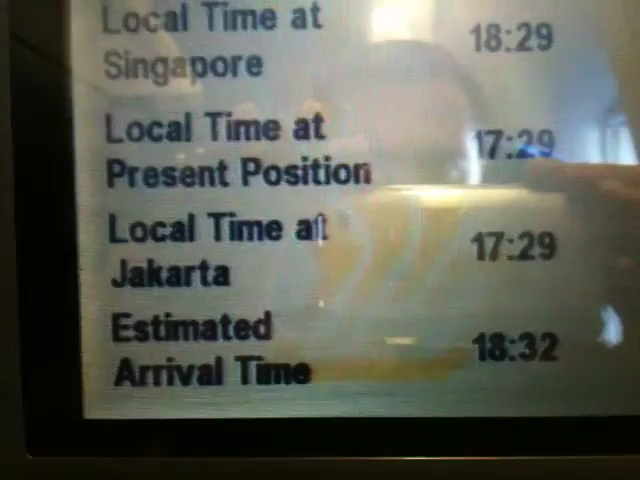 Local Time at
Singapore 18:29
Local Time at
Present Position 17:29
Local Time at
Jakarta 17:29
Estimated
Arrival Time 18:32